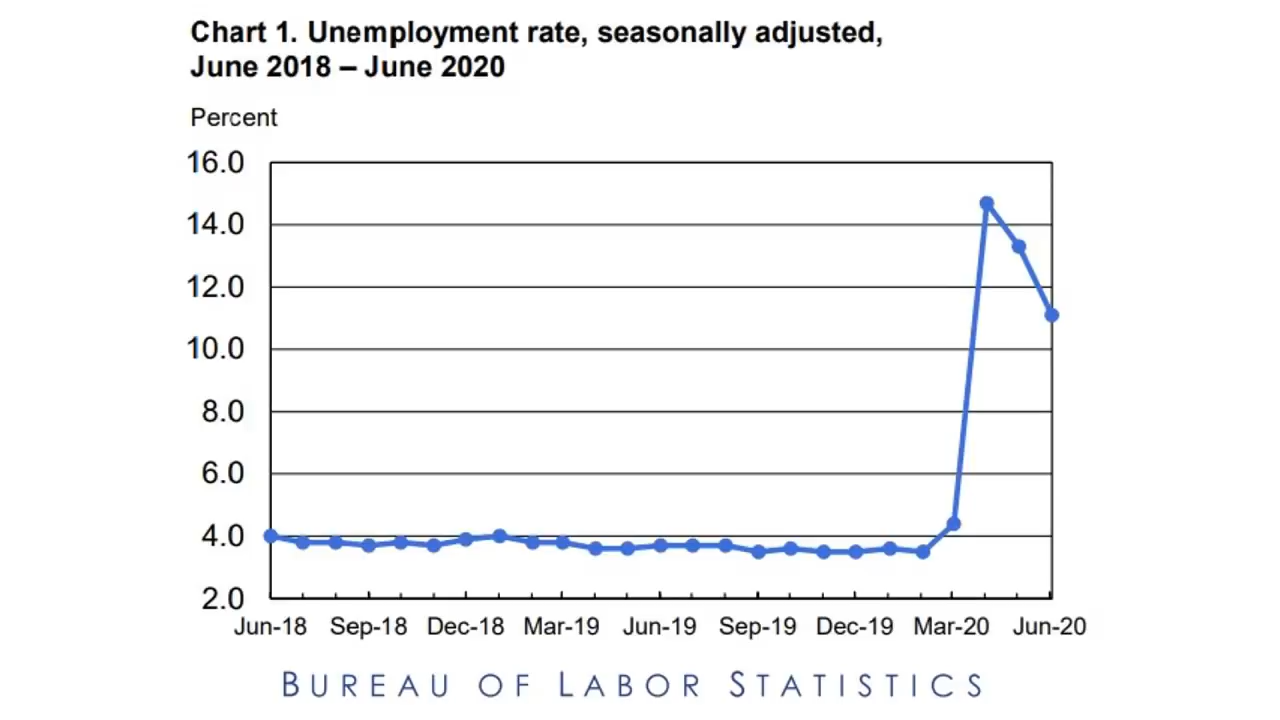 Chart 1. Unemployment rate, seasonally adjusted,
June 2018 – June 2020
Percent
16.0
14.0
12.0
10.0
8.0
6.0
4.0
2.0
Jun-18 Sep-18 Dec-18 Mar-19 Jun-19 Sep-19 Dec-19 Mar-20 Jun-20
BUREAU OF LABOR STATISTICS